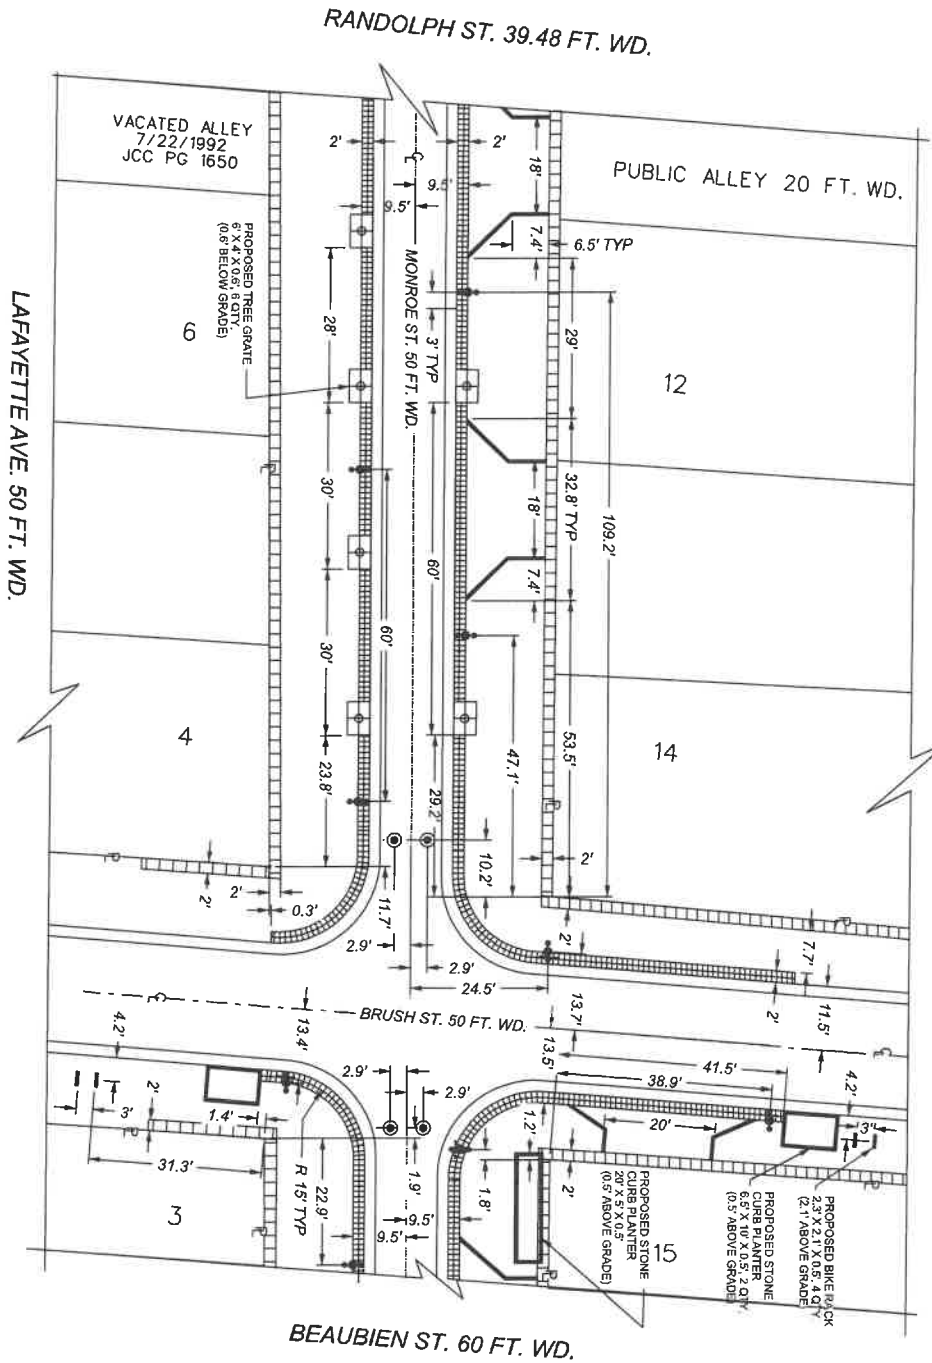 RANDOLPH ST. 39.48 FT. WD.
VACATED ALLEY
7/22/1992
JCC PG 1650
2'
2'
PUBLIC ALLEY 20 FT. WD.
℄
9.5'
9.5'
18'
7.4'
6.5' TYP
PROPOSED TREE GRATE
6' X 4' X 0.6', 6 QTY.
(0.6' BELOW GRADE)
MONROE ST. 50 FT. WD.
3' TYP
LAFAYETTE AVE. 50 FT. WD.
6
28'
29'
12
30'
60'
60'
18'
32.8' TYP
109.2'
7.4'
30'
4
23.8'
29.2'
47.1'
53.5'
14
10.2'
2'
2'
2'
0.3'
11.7'
2.9'
2.9'
24.5'
2'
7.7'
2'
11.5'
℄
BRUSH ST. 50 FT. WD.
℄
4.2'
13.4'
13.7'
13.5'
41.5'
38.9'
4.2'
2.9'
2.9'
3'
2'
1.4'
1.2'
20'
3'
31.3'
R 15' TYP
22.9'
1.9'
1.8'
2'
9.5'
9.5'
3
15
PROPOSED STONE
CURB PLANTER
20' X 5' X 0.5'
(0.5' ABOVE GRADE)
PROPOSED STONE
CURB PLANTER
6.5' X 10' X 0.5', 2 QTY.
(0.5' ABOVE GRADE)
PROPOSED BIKE RACK
2.3' X 2.1' X 0.5', 4 QTY.
(2.1' ABOVE GRADE)
BEAUBIEN ST. 60 FT. WD.